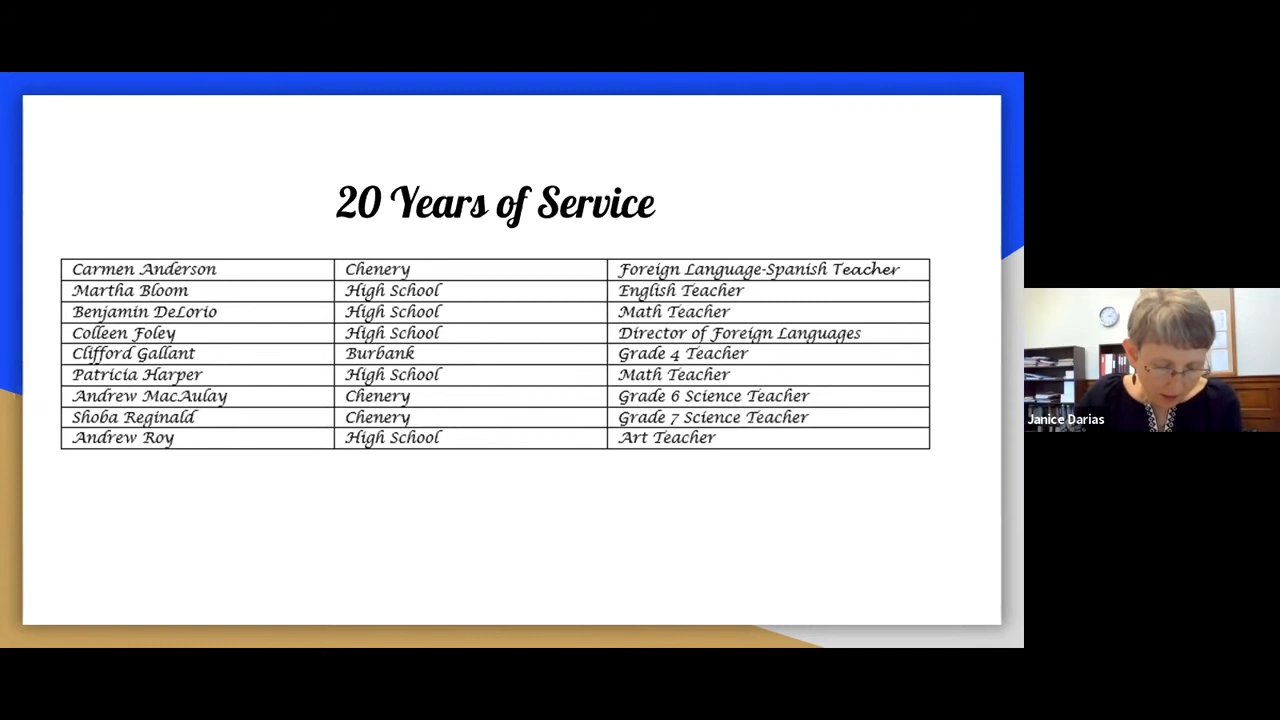 20 Years of Service
Carmen Anderson Chenery Foreign Language-Spanish Teacher
Martha Bloom High School English Teacher
Benjamin DeLorio High School Math Teacher
Colleen Foley High School Director of Foreign Languages
Clifford Gallant Burbank Grade 4 Teacher
Patricia Harper High School Math Teacher
Andrew MacAulay Chenery Grade 6 Science Teacher
Shoba Reginald Chenery Grade 7 Science Teacher
Andrew Roy High School Art Teacher
Janice Darias